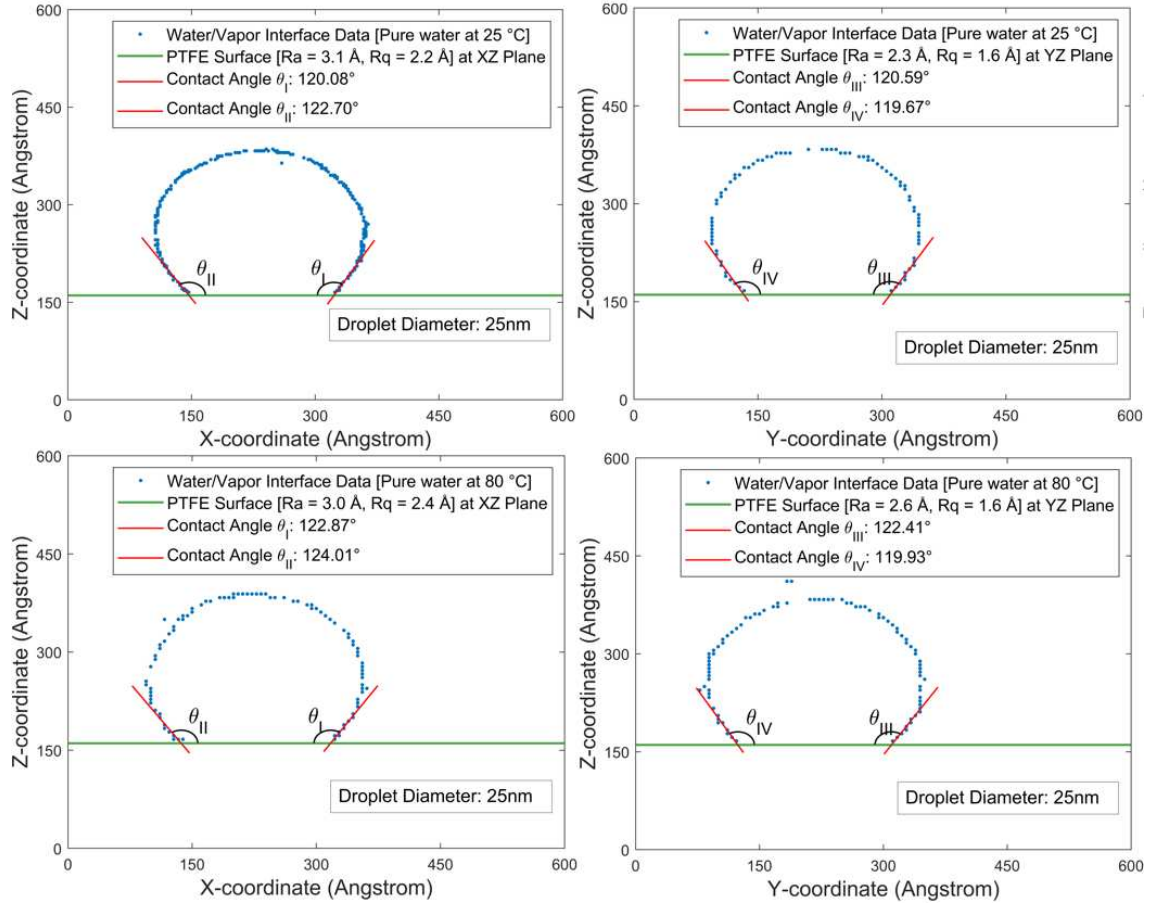 Water/Vapor Interface Data [Pure water at 25 °C]
PTFE Surface [Ra = 3.1 Å, Rq = 2.2 Å] at XZ Plane
Contact Angle θI: 120.08°
Contact Angle θII: 122.70°
600
450
300
150
0
Z-coordinate (Angstrom)
θII
θI
Droplet Diameter: 25nm
0 150 300 450 600
X-coordinate (Angstrom)
Water/Vapor Interface Data [Pure water at 25 °C]
PTFE Surface [Ra = 2.3 Å, Rq = 1.6 Å] at YZ Plane
Contact Angle θIII: 120.59°
Contact Angle θIV: 119.67°
600
450
300
150
0
Z-coordinate (Angstrom)
θIV
θIII
Droplet Diameter: 25nm
0 150 300 450 600
Y-coordinate (Angstrom)
Water/Vapor Interface Data [Pure water at 80 °C]
PTFE Surface [Ra = 3.0 Å, Rq = 2.4 Å] at XZ Plane
Contact Angle θI: 122.87°
Contact Angle θII: 124.01°
600
450
300
150
0
Z-coordinate (Angstrom)
θII
θI
Droplet Diameter: 25nm
0 150 300 450 600
X-coordinate (Angstrom)
Water/Vapor Interface Data [Pure water at 80 °C]
PTFE Surface [Ra = 2.6 Å, Rq = 1.6 Å] at YZ Plane
Contact Angle θIII: 122.41°
Contact Angle θIV: 119.93°
600
450
300
150
0
Z-coordinate (Angstrom)
θIV
θIII
Droplet Diameter: 25nm
0 150 300 450 600
Y-coordinate (Angstrom)